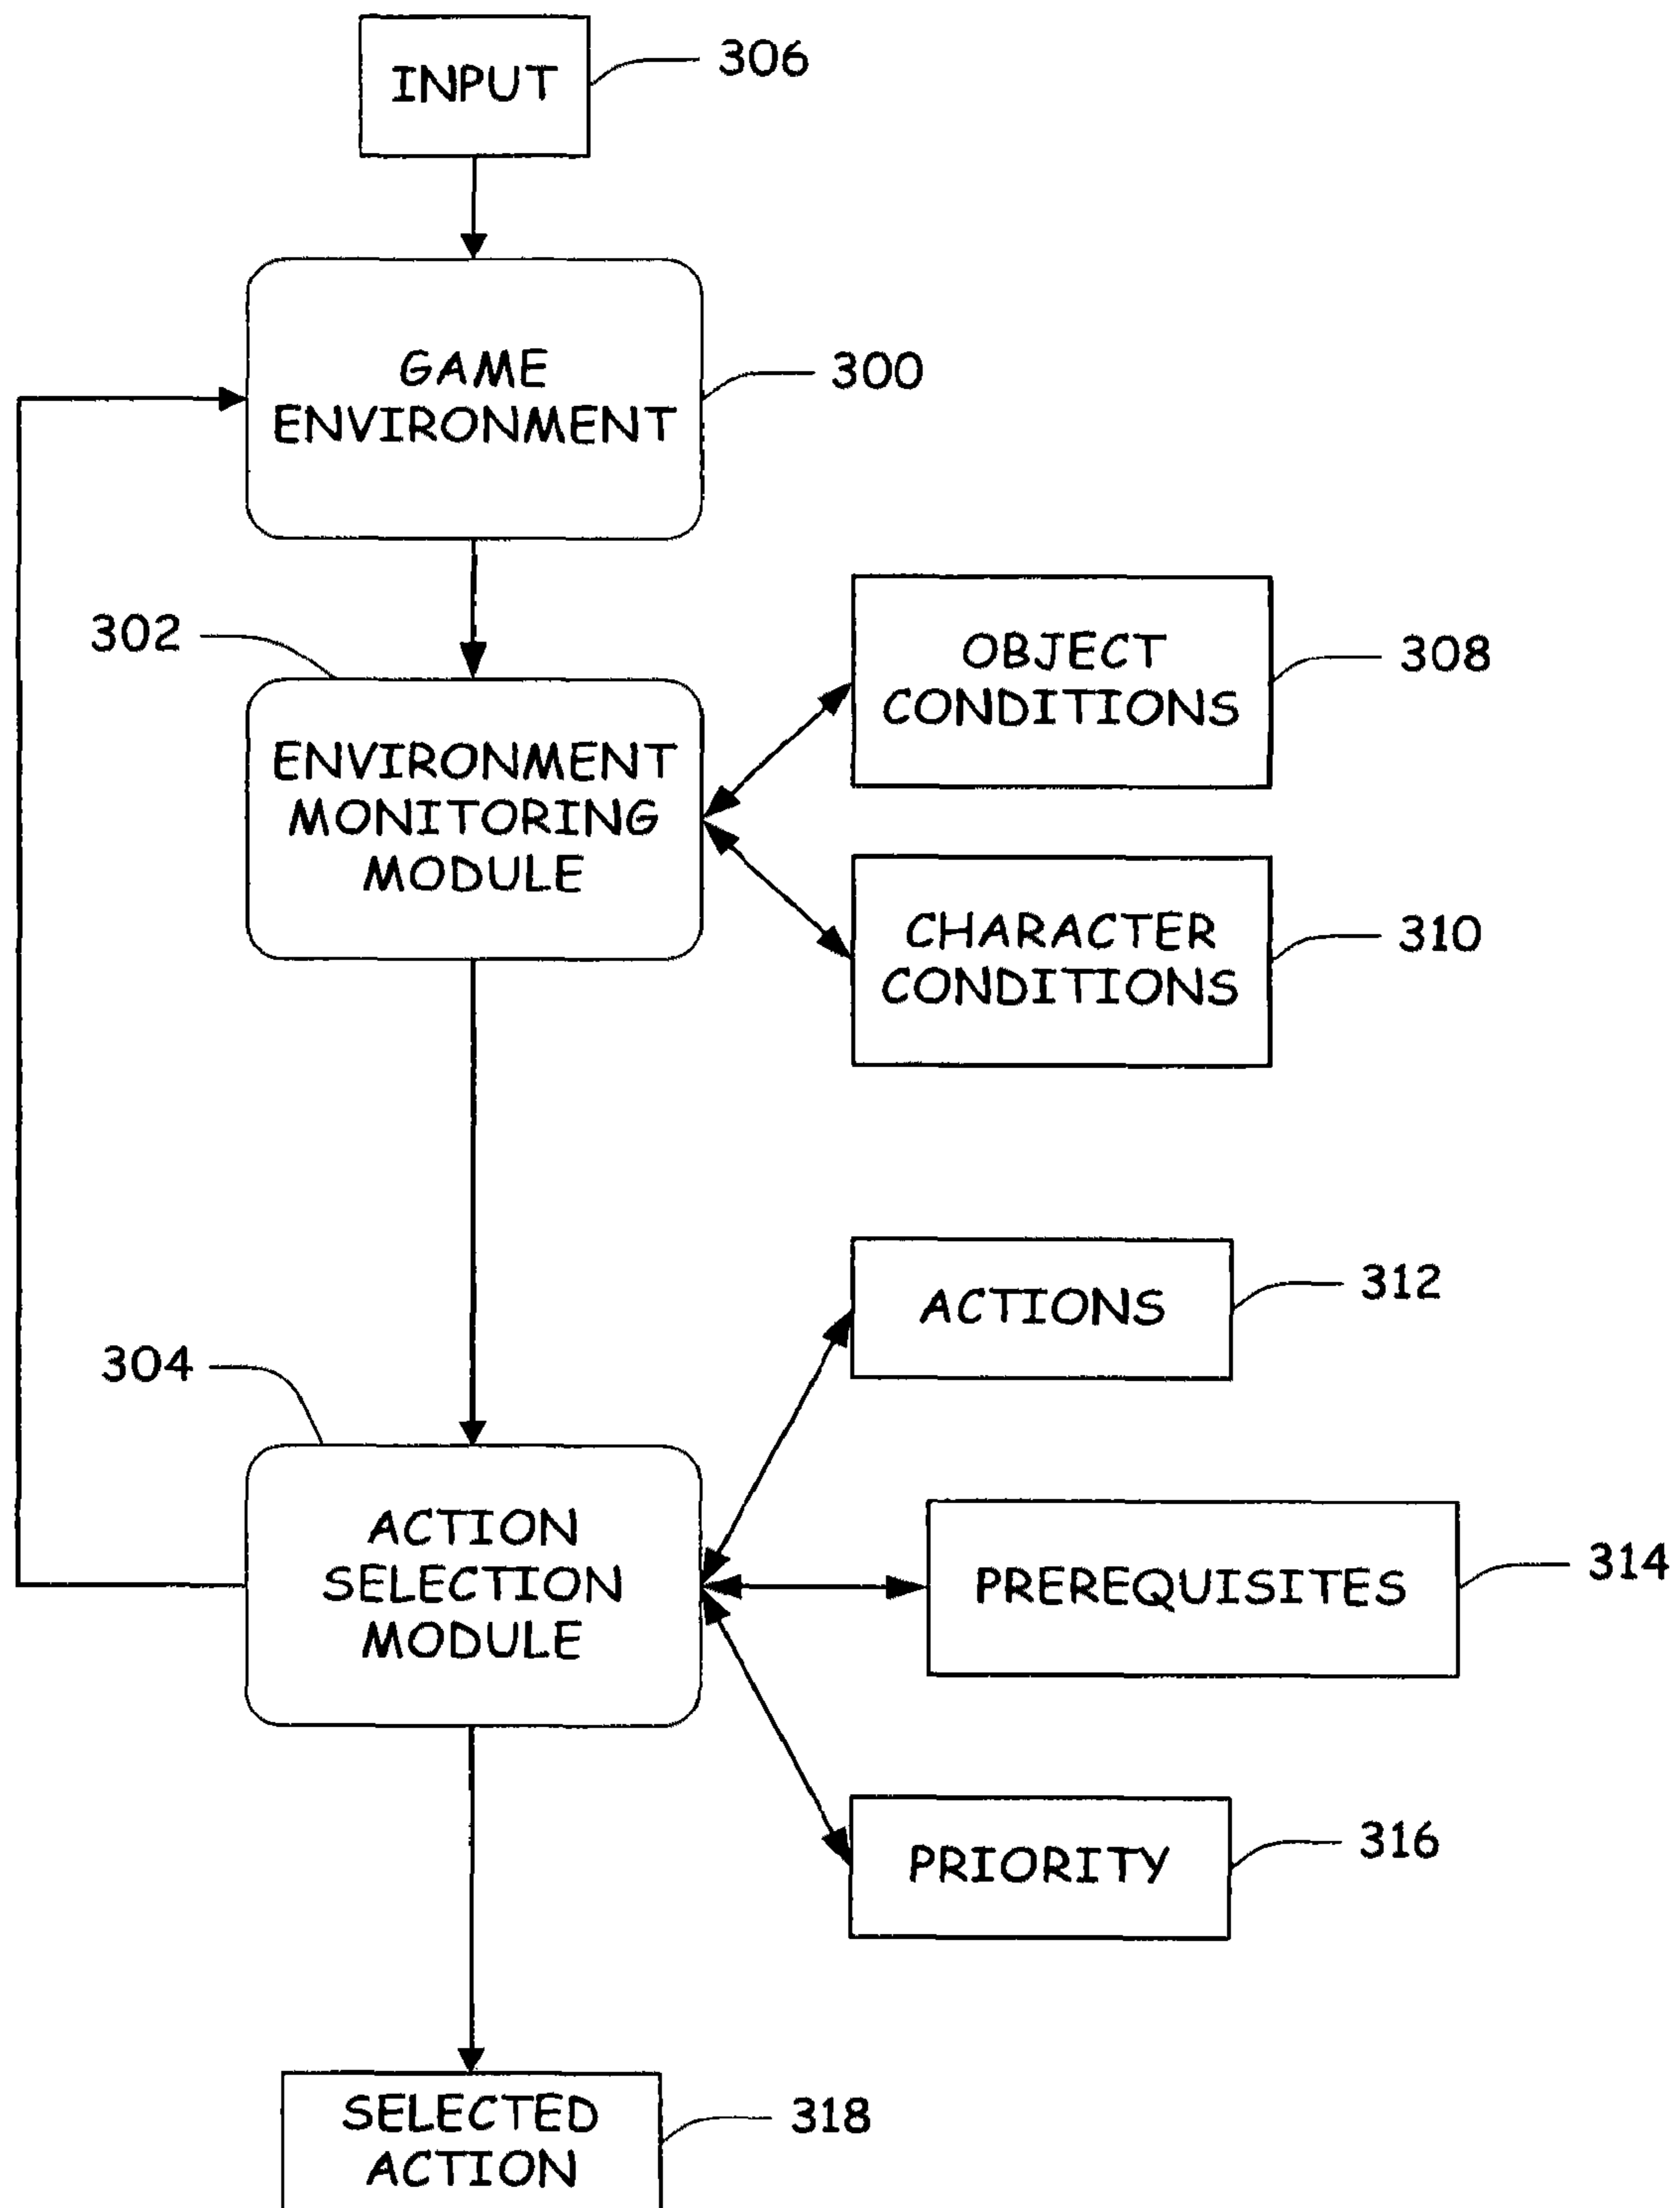 INPUT
306
GAME
ENVIRONMENT
300
302
ENVIRONMENT
MONITORING
MODULE
OBJECT
CONDITIONS
308
CHARACTER
CONDITIONS
310
ACTIONS
312
304
ACTION
SELECTION
MODULE
PREREQUISITES
314
PRIORITY
316
SELECTED
ACTION
318